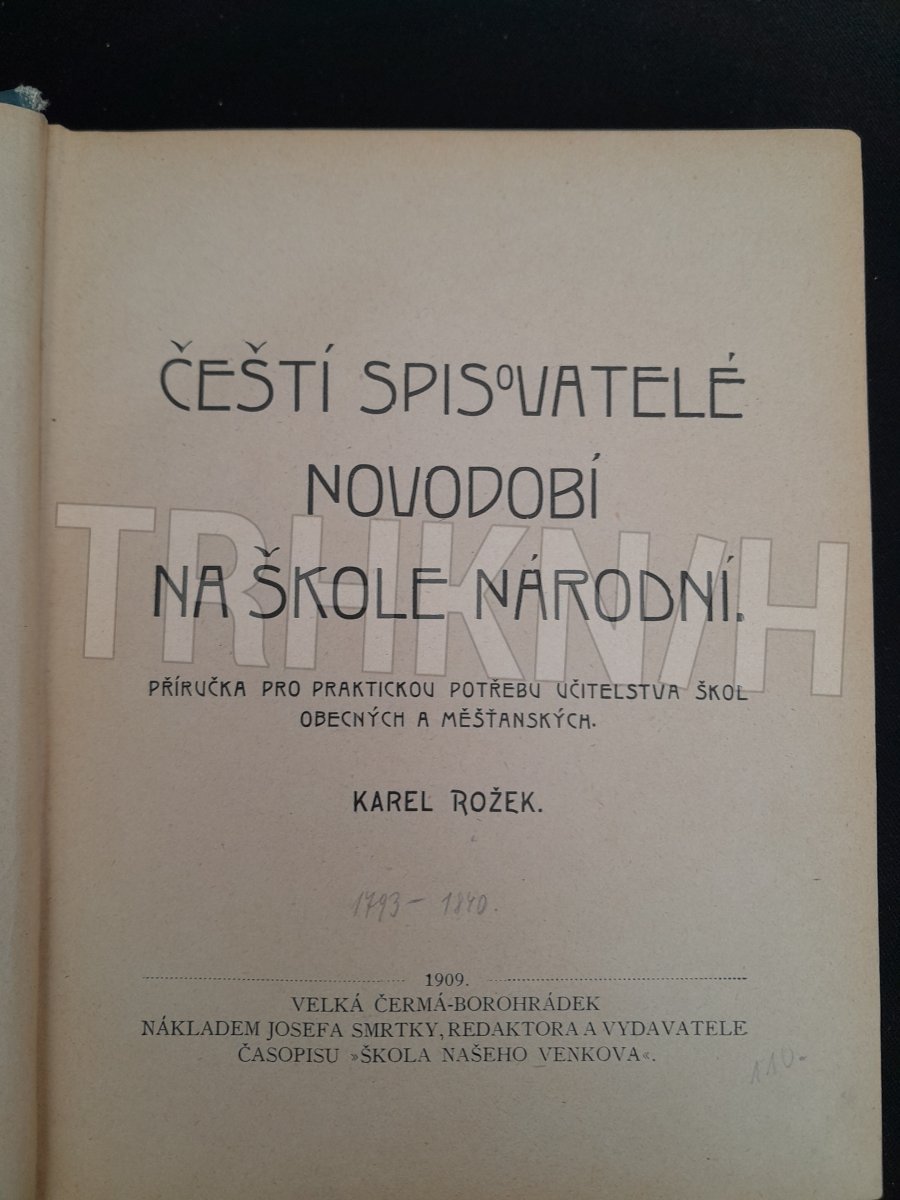 ČEŠTÍ SPISOVATELÉ
NOVODOBÍ
NA ŠKOLE NÁRODNÍ.
TRHKNIH
PŘÍRUČKA PRO PRAKTICKOU POTŘEBU UČITELSTVA ŠKOL
OBECNÝCH A MĚŠŤANSKÝCH.
KAREL ROŽEK.
1793 – 1840.
1909.
VELKÁ ČERMÁ-BOROHRÁDEK
NÁKLADEM JOSEFA SMRTKY, REDAKTORA A VYDAVATELE
ČASOPISU »ŠKOLA NAŠEHO VENKOVA«.
110.-